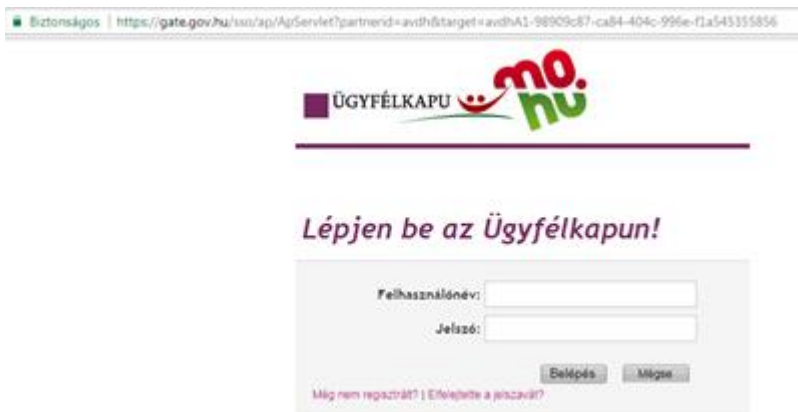 Biztonságos | https://gate.gov.hu/sso/ap/ApServlet?partnerid=avdh&target=avdhA1-98909c87-ca84-404c-996e-f1a545355856
ÜGYFÉLKAPU mo.hu
Lépjen be az Ügyfélkapun!
Felhasználónév:
Jelszó:
Belépés Mégse
Még nem regisztrált? | Elfelejtette a jelszavát?